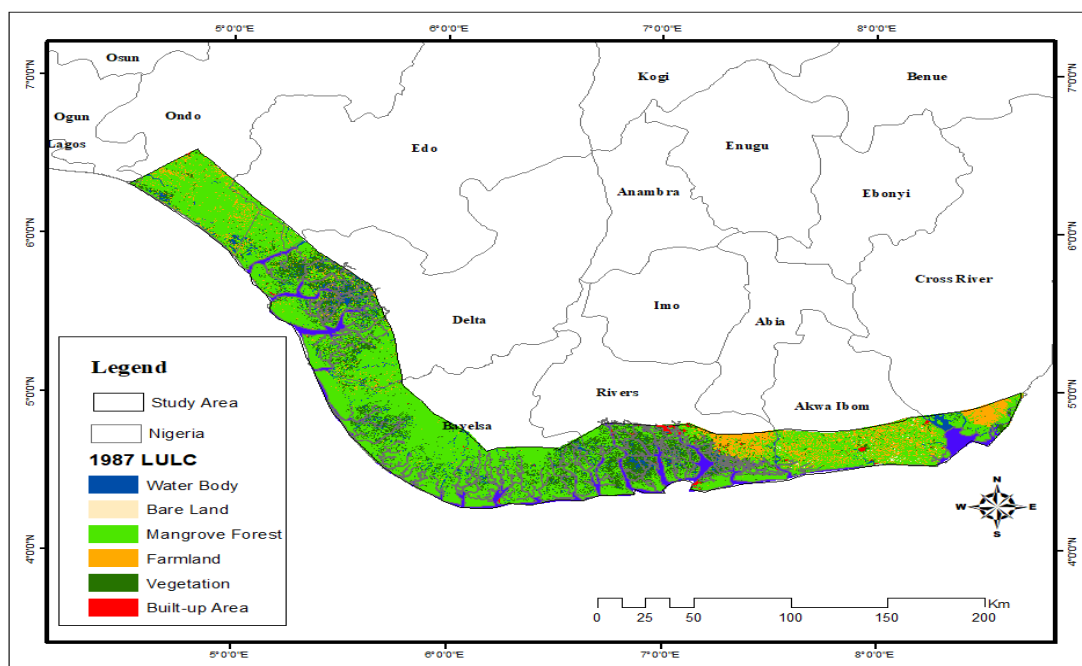 5°0'0"E 6°0'0"E 7°0'0"E 8°0'0"E
7°0'0"N
7°0'0"N
Osun
Kogi
Benue
Ogun
Ondo
Lagos
Edo
Enugu
Anambra
Ebonyi
6°0'0"N
6°0'0"N
Cross River
Imo
Delta
Abia
5°0'0"N
5°0'0"N
Rivers
Akwa Ibom
Bayelsa
Legend
Study Area
Nigeria
1987 LULC
Water Body
Bare Land
Mangrove Forest
Farmland
Vegetation
Built-up Area
N
W E
S
4°0'0"N
4°0'0"N
Km
0 25 50 100 150 200
5°0'0"E 6°0'0"E 7°0'0"E 8°0'0"E